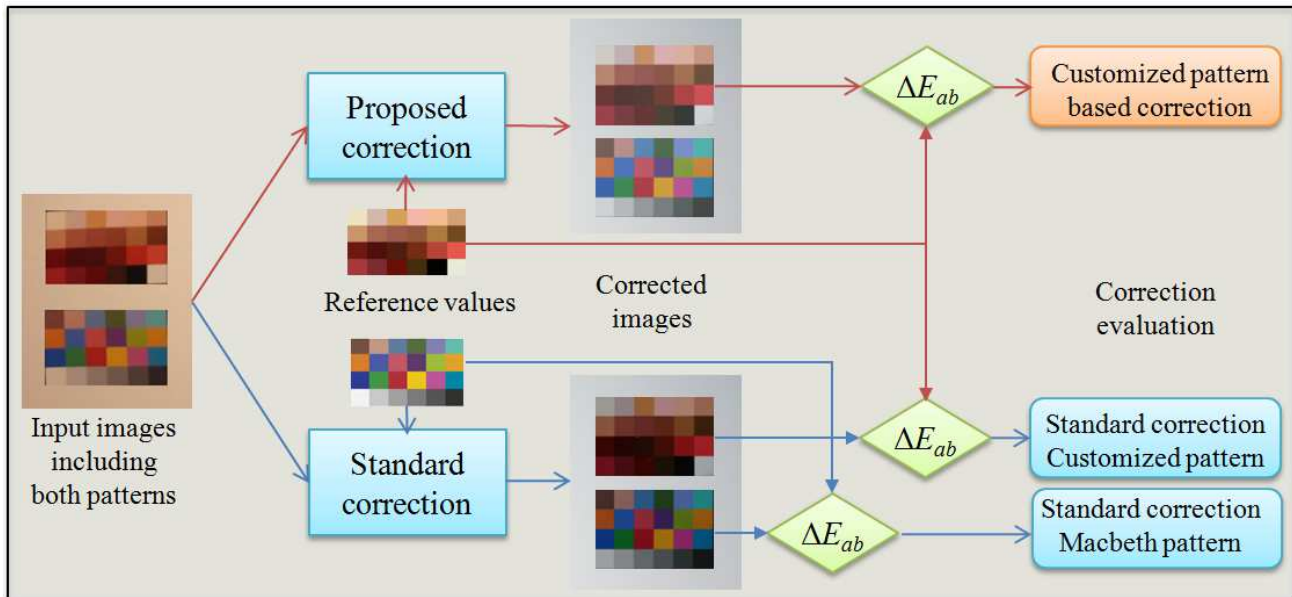 Proposed
correction
ΔEab
Customized pattern
based correction
Reference values
Corrected
images
Correction
evaluation
Input images
including
both patterns
Standard
correction
ΔEab
Standard correction
Customized pattern
ΔEab
Standard correction
Macbeth pattern